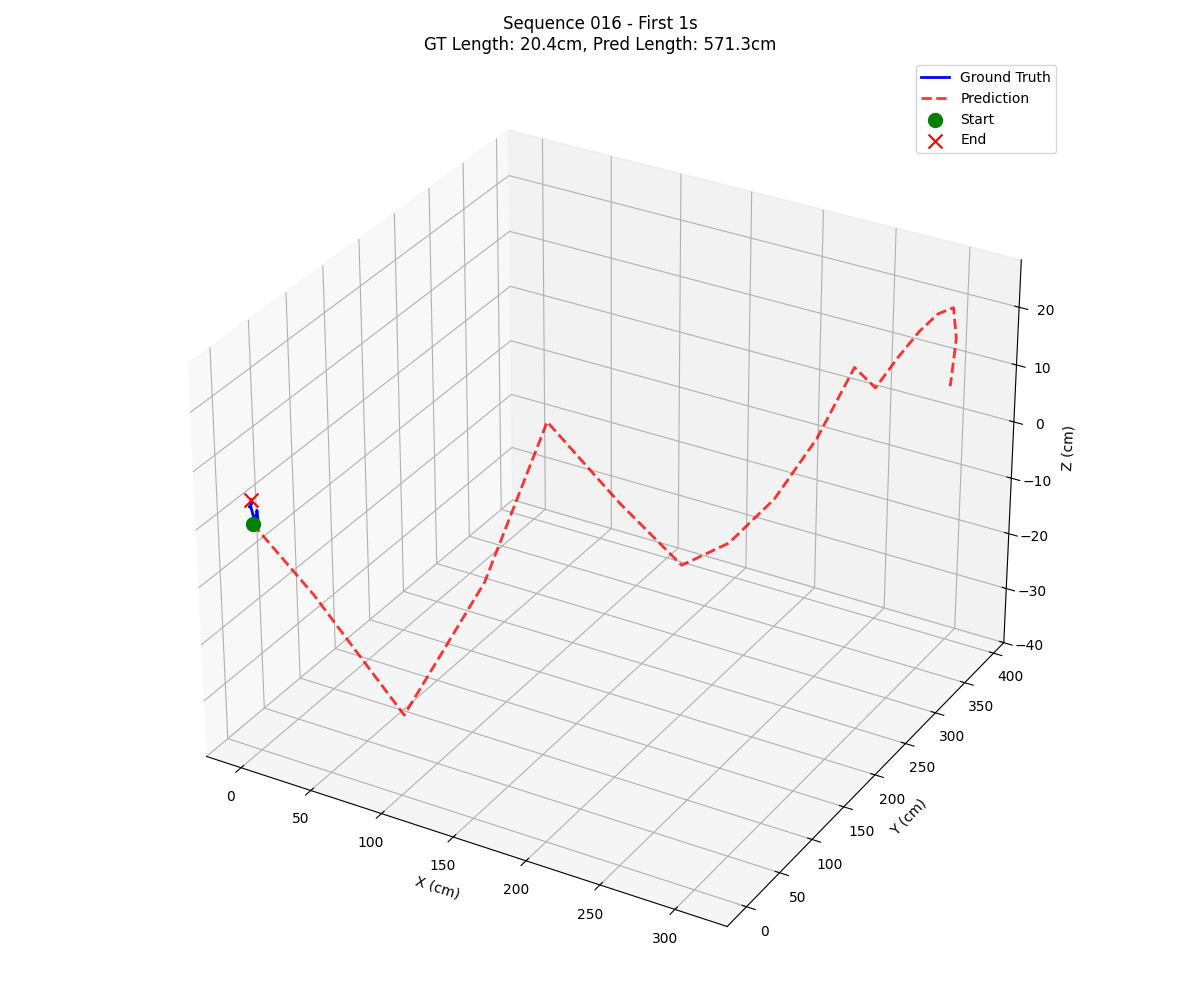 Sequence 016 - First 1s
GT Length: 20.4cm, Pred Length: 571.3cm
Ground Truth
Prediction
Start
End
20
10
0
−10
−20
−30
−40
Z (cm)
400
350
300
250
200
150
100
50
0
Y (cm)
0
50
100
150
200
250
300
X (cm)